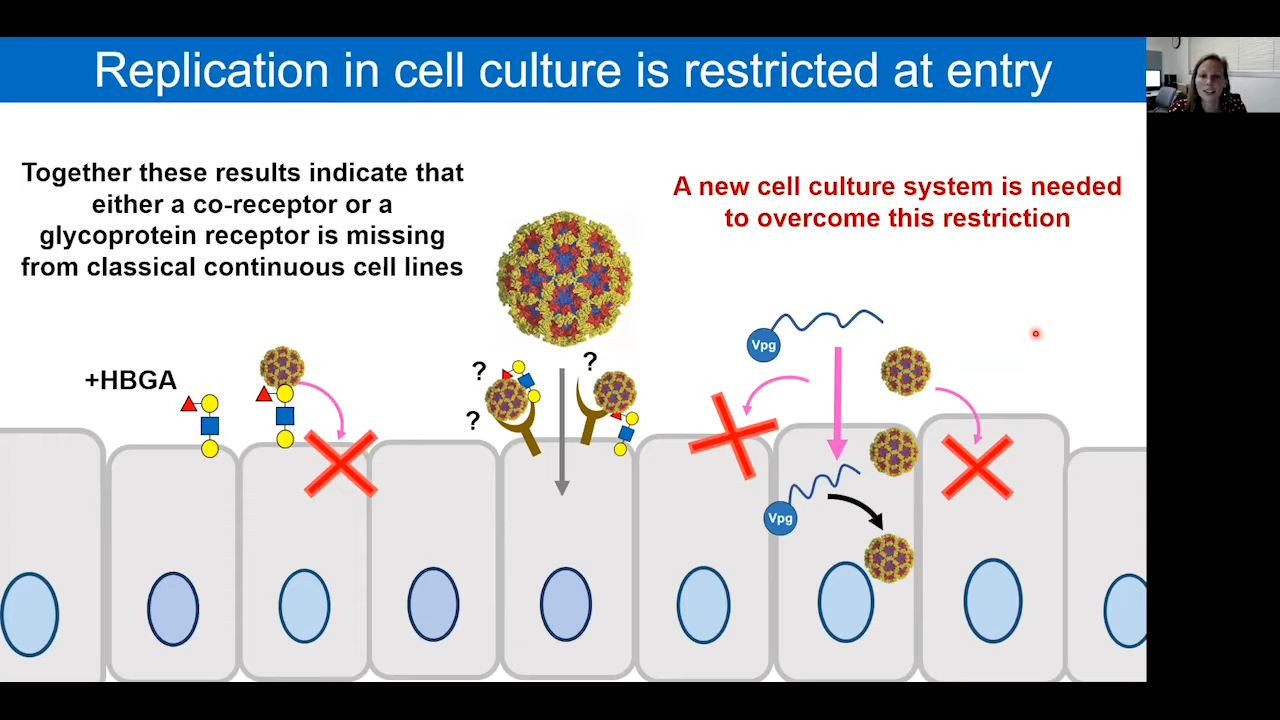 Replication in cell culture is restricted at entry
Together these results indicate that
either a co-receptor or a
glycoprotein receptor is missing
from classical continuous cell lines
A new cell culture system is needed
to overcome this restriction
+HBGA
?
?
?
Vpg
Vpg